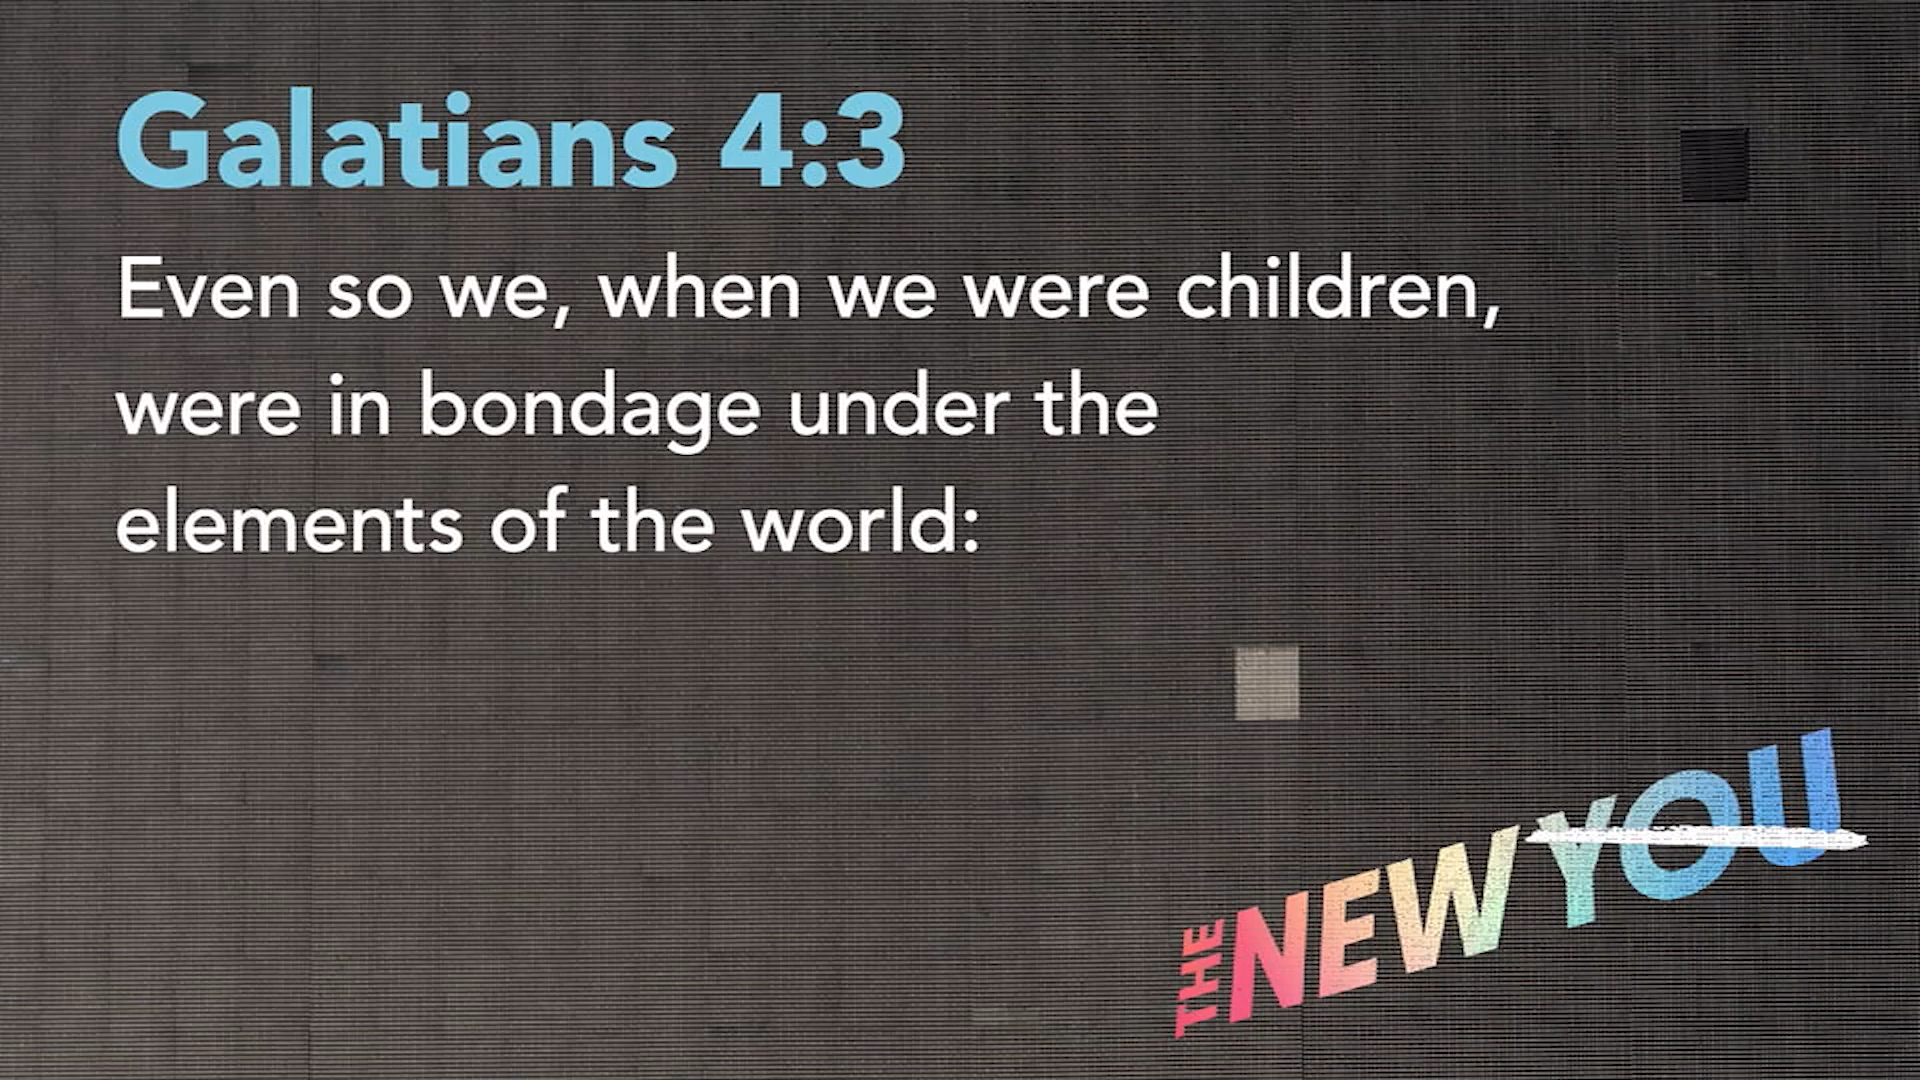 Galatians 4:3
Even so we, when we were children,
were in bondage under the
elements of the world:
THE NEW YOU